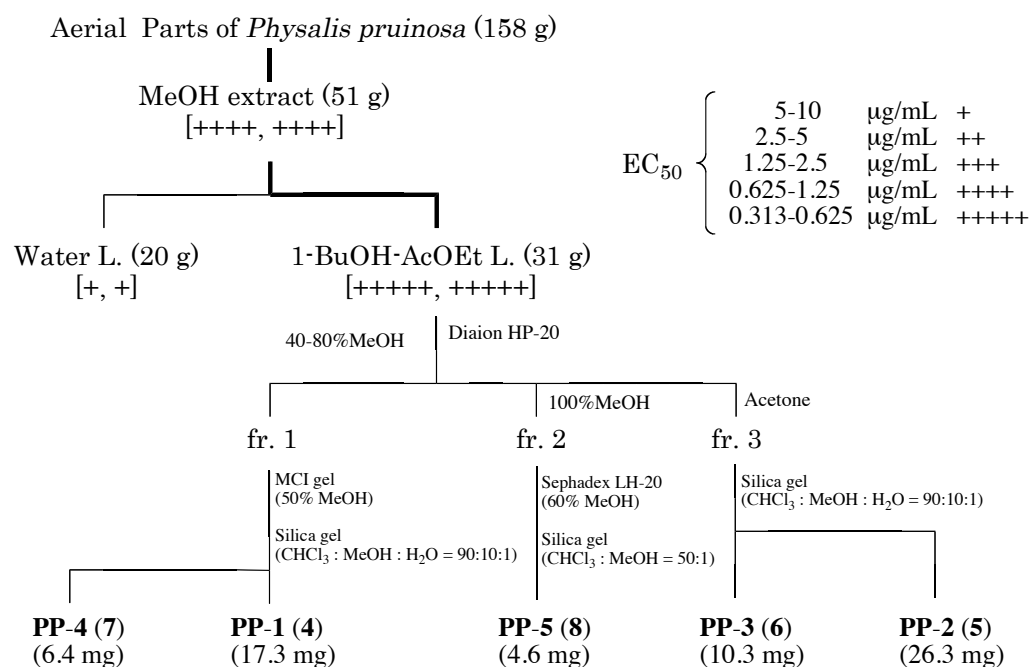 Aerial Parts of Physalis pruinosa (158 g)
MeOH extract (51 g)
[++++, ++++]
EC50
5-10 μg/mL +
2.5-5 μg/mL ++
1.25-2.5 μg/mL +++
0.625-1.25 μg/mL ++++
0.313-0.625 μg/mL +++++
Water L. (20 g)
[+, +]
1-BuOH-AcOEt L. (31 g)
[+++++, +++++]
40-80%MeOH
Diaion HP-20
100%MeOH
Acetone
fr. 1
fr. 2
fr. 3
MCI gel
(50% MeOH)
Silica gel
(CHCl3 : MeOH : H2O = 90:10:1)
Sephadex LH-20
(60% MeOH)
Silica gel
(CHCl3 : MeOH = 50:1)
Silica gel
(CHCl3 : MeOH : H2O = 90:10:1)
PP-4 (7)
(6.4 mg)
PP-1 (4)
(17.3 mg)
PP-5 (8)
(4.6 mg)
PP-3 (6)
(10.3 mg)
PP-2 (5)
(26.3 mg)